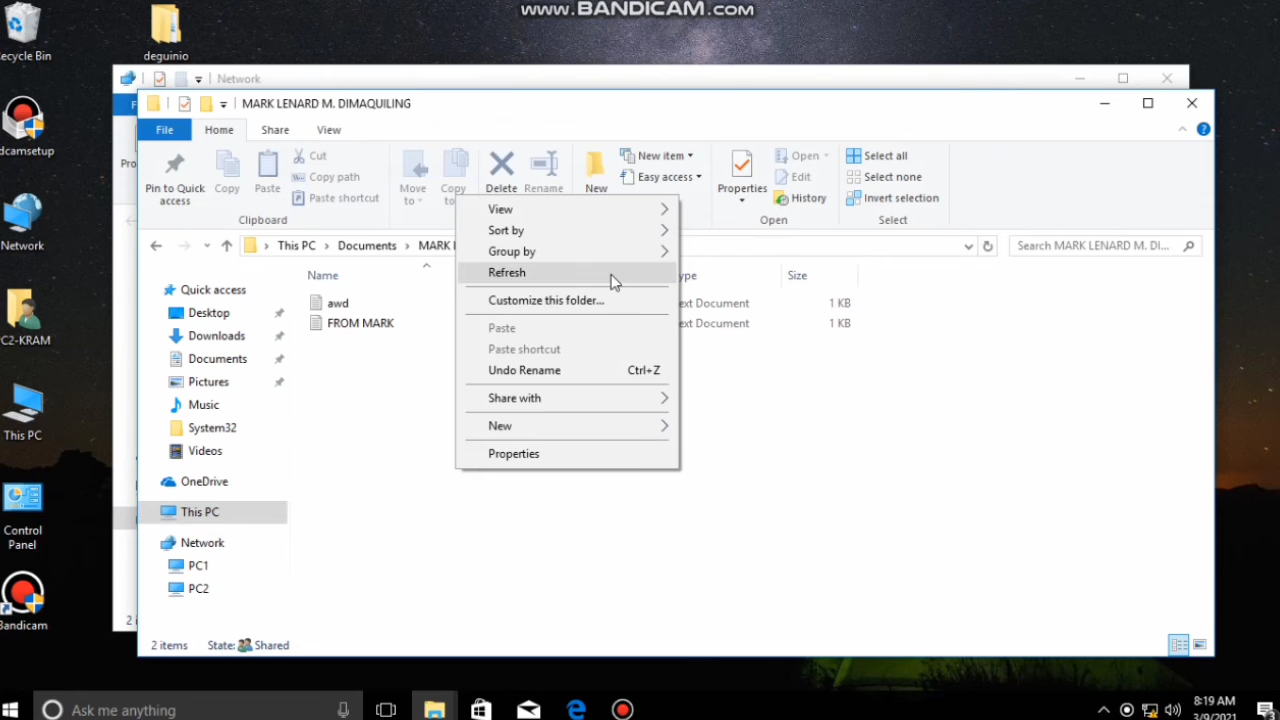 www.BANDICAM.com
ecycle Bin
deguinio
Network
MARK LENARD M. DIMAQUILING
File
Home
Share
View
Pin to Quick access
Copy
Paste
Cut
Copy path
Paste shortcut
Clipboard
Move to
Copy to
Delete
Rename
New
New item
Easy access
Properties
Open
Edit
History
Open
Select all
Select none
Invert selection
Select
This PC
Documents
MARK
Search MARK LENARD M. DI...
Name
ype
Size
awd
ext Document
1 KB
FROM MARK
ext Document
1 KB
View
Sort by
Group by
Refresh
Customize this folder...
Paste
Paste shortcut
Undo Rename Ctrl+Z
Share with
New
Properties
Quick access
Desktop
Downloads
Documents
Pictures
Music
System32
Videos
OneDrive
This PC
Network
PC1
PC2
2 items
State: Shared
dcamsetup
Network
C2-KRAM
This PC
Control Panel
Bandicam
Ask me anything
8:19 AM
3/9/2021